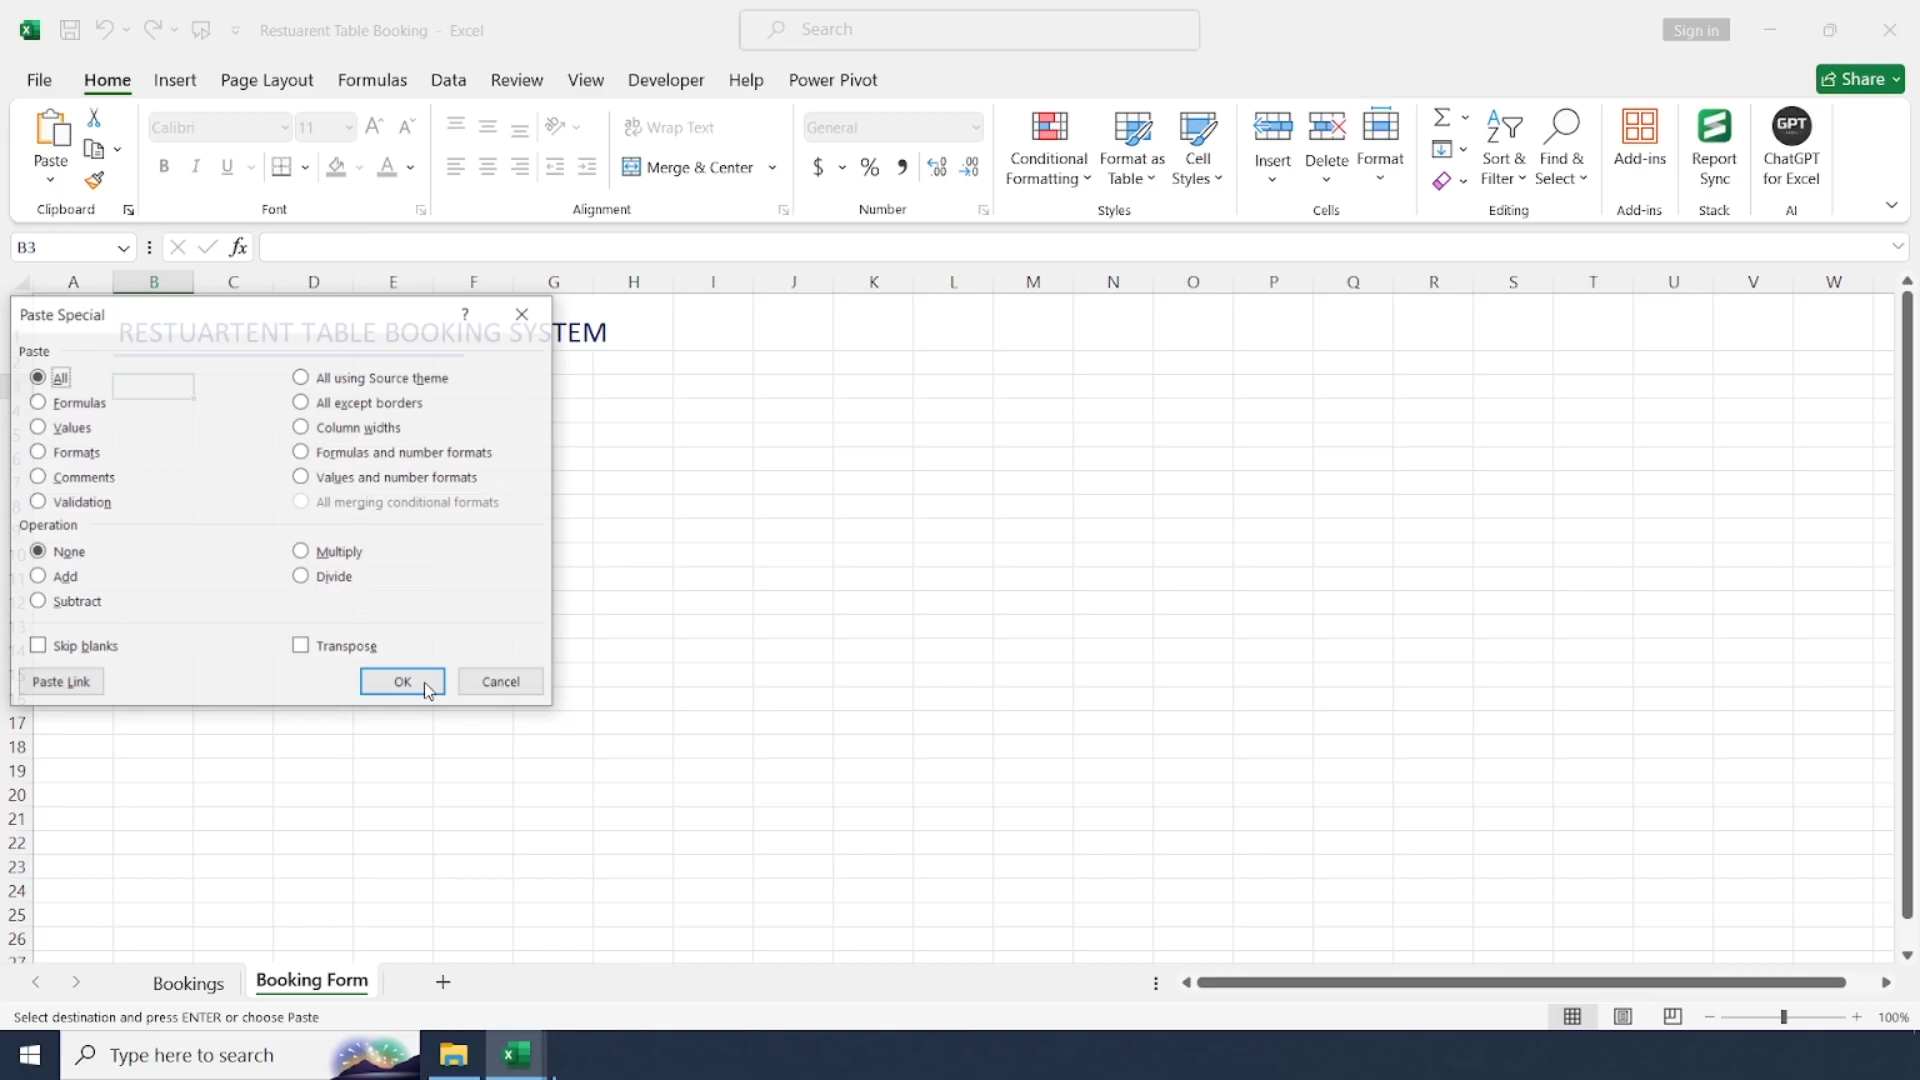 Restuarent Table Booking - Excel
Search
Sign in
File Home Insert Page Layout Formulas Data Review View Developer Help Power Pivot
Share
Paste
Calibri 11
B I U
Wrap Text
Merge & Center
General
$ % ,
Conditional Formatting
Format as Table
Cell Styles
Insert
Delete
Format
Sort & Filter
Find & Select
Add-ins
Report Sync
GPT
ChatGPT for Excel
Clipboard Font Alignment Number Styles Cells Editing Add-ins Stack AI
B3 fx
A B C D E F G H I J K L M N O P Q R S T U V W
Paste Special ?
RESTUARTENT TABLE BOOKING SYSTEM
Paste
All All using Source theme
Formulas All except borders
Values Column widths
Formats Formulas and number formats
Comments Values and number formats
Validation All merging conditional formats
Operation
None Multiply
Add Divide
Subtract
Skip blanks Transpose
Paste Link OK Cancel
17
18
19
20
21
22
23
24
25
26
27
Bookings Booking Form
Select destination and press ENTER or choose Paste
100%
Type here to search